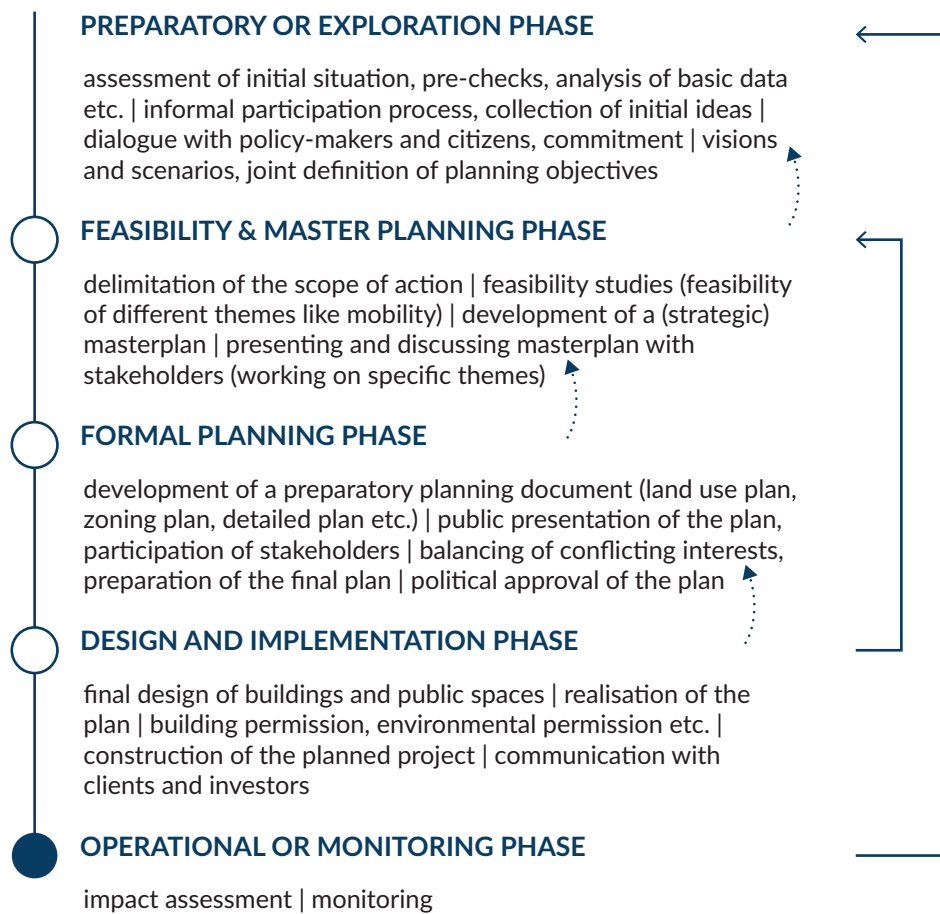 PREPARATORY OR EXPLORATION PHASE
assessment of initial situation, pre-checks, analysis of basic data
etc. | informal participation process, collection of initial ideas |
dialogue with policy-makers and citizens, commitment | visions
and scenarios, joint definition of planning objectives
FEASIBILITY & MASTER PLANNING PHASE
delimitation of the scope of action | feasibility studies (feasibility
of different themes like mobility) | development of a (strategic)
masterplan | presenting and discussing masterplan with
stakeholders (working on specific themes)
FORMAL PLANNING PHASE
development of a preparatory planning document (land use plan,
zoning plan, detailed plan etc.) | public presentation of the plan,
participation of stakeholders | balancing of conflicting interests,
preparation of the final plan | political approval of the plan
DESIGN AND IMPLEMENTATION PHASE
final design of buildings and public spaces | realisation of the
plan | building permission, environmental permission etc. |
construction of the planned project | communication with
clients and investors
OPERATIONAL OR MONITORING PHASE
impact assessment | monitoring